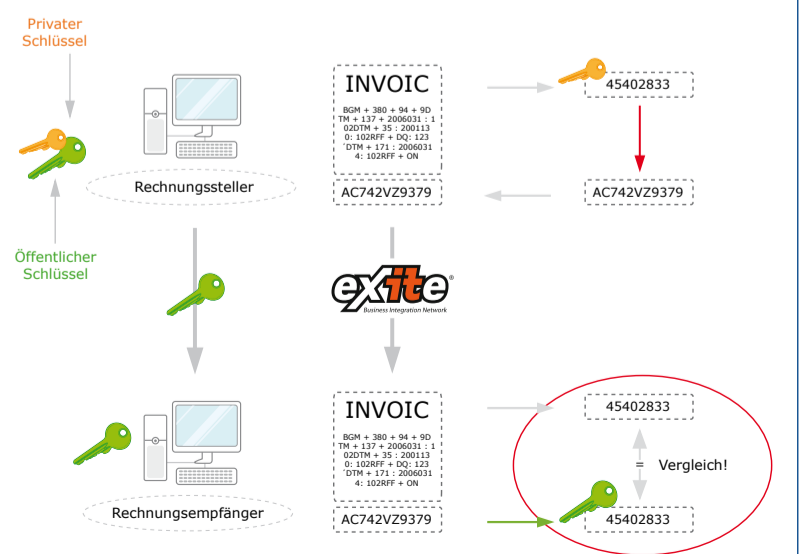 Privater
Schlüssel
INVOIC
BGM + 380 + 94 + 9D
TM + 137 + 2006031 : 1
02DTM + 35 : 200113
0: 102RFF + DQ: 123
´DTM + 171 : 2006031
4: 102RFF + ON
45402833
Rechnungssteller
AC742VZ9379
AC742VZ9379
Öffentlicher
Schlüssel
eXite®
Business Integration Network
INVOIC
BGM + 380 + 94 + 9D
TM + 137 + 2006031 : 1
02DTM + 35 : 200113
0: 102RFF + DQ: 123
´DTM + 171 : 2006031
4: 102RFF + ON
45402833
= Vergleich!
Rechnungsempfänger
AC742VZ9379
45402833